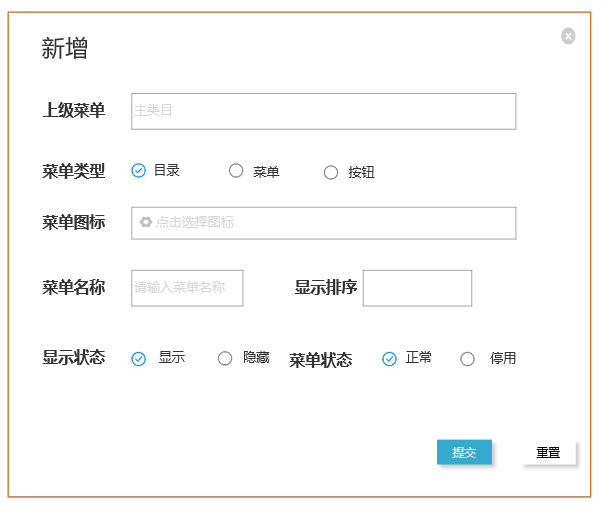 新增
x
上级菜单 主类目
菜单类型 目录 菜单 按钮
菜单图标 点击选择图标
菜单名称 请输入菜单名称 显示排序
显示状态 显示 隐藏 菜单状态 正常 停用
提交 重置